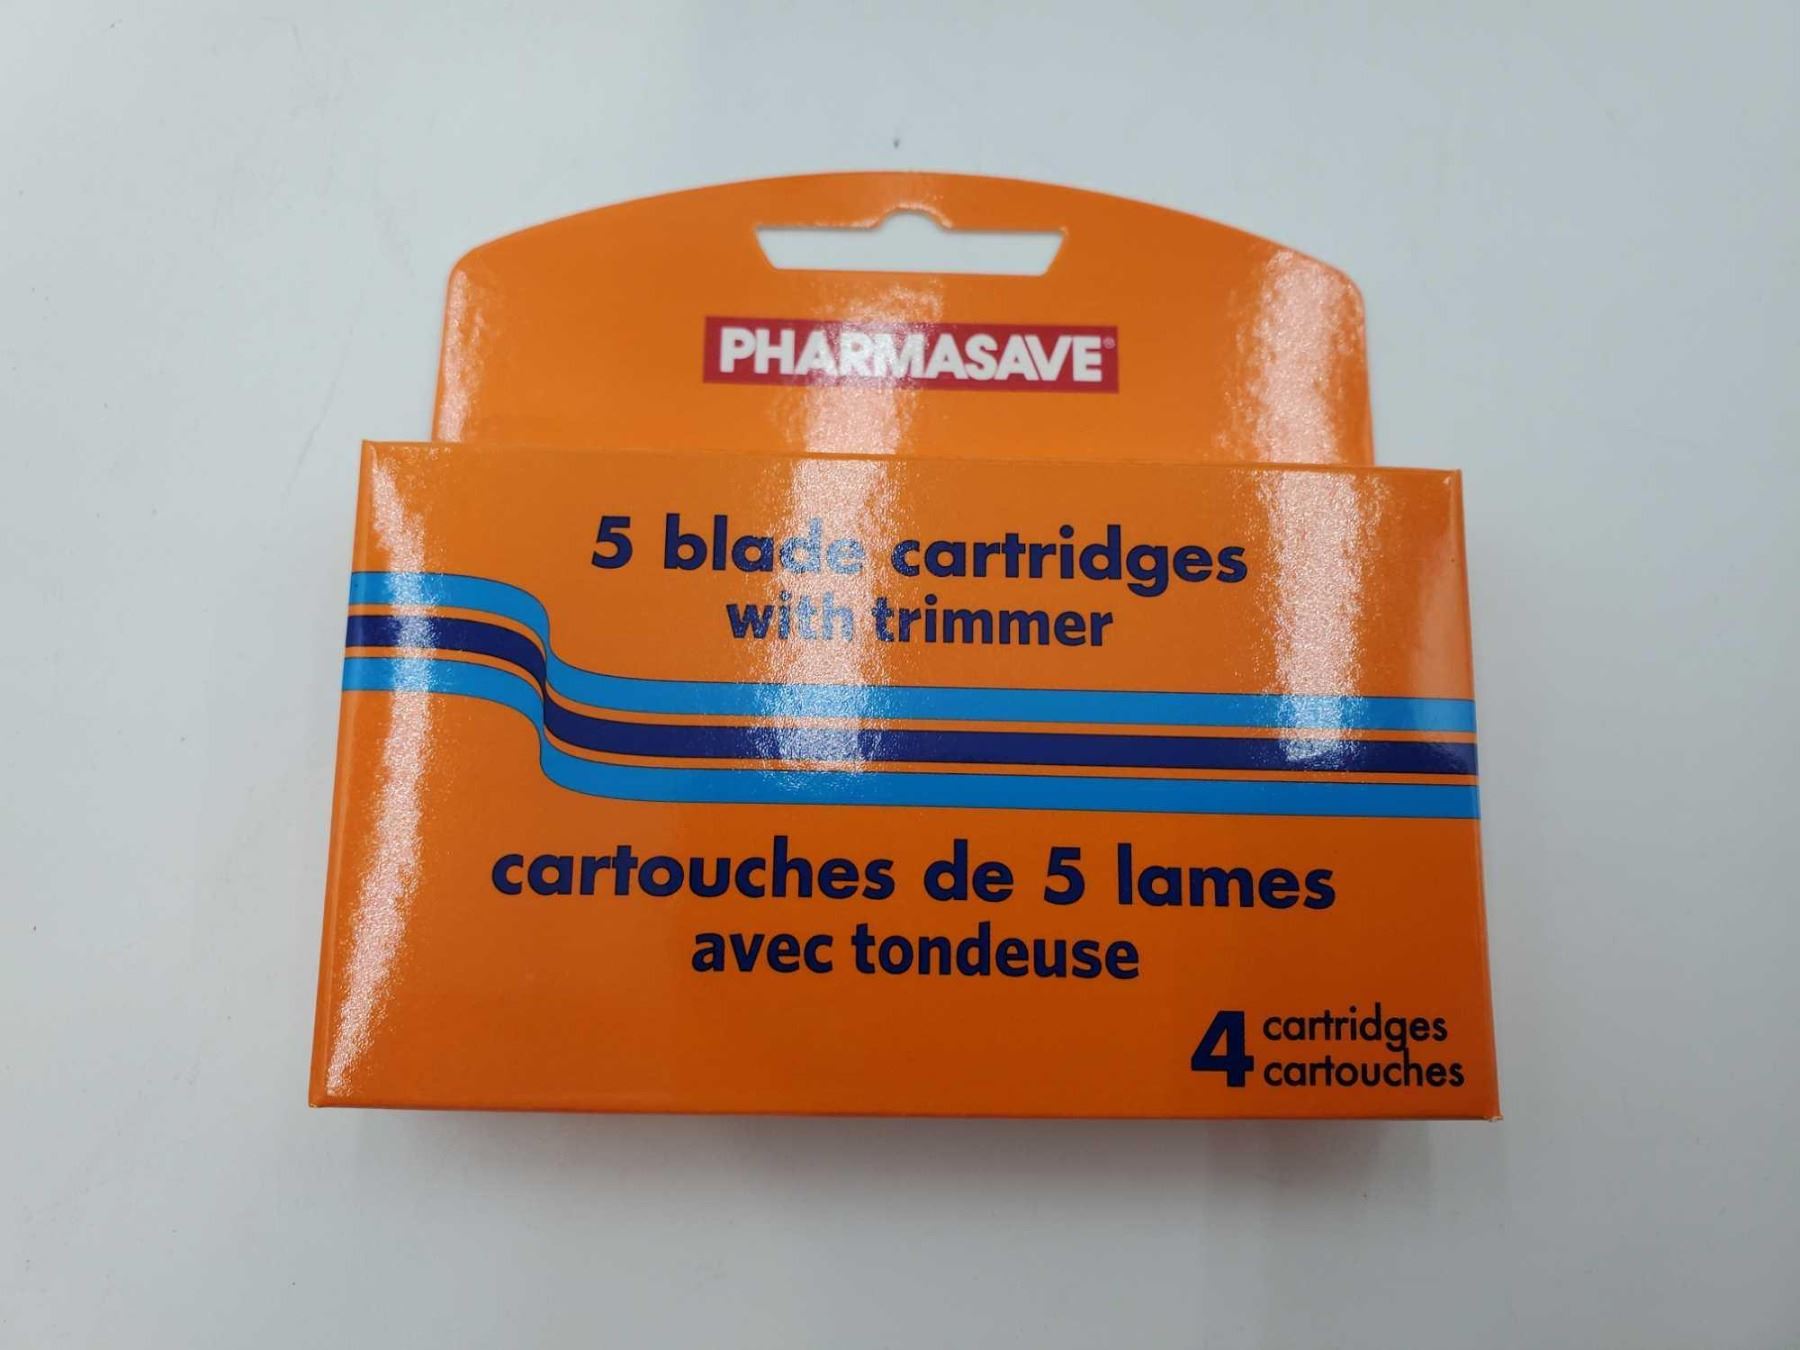 PHARMASAVE®
5 blade cartridges
with trimmer
cartouches de 5 lames
avec tondeuse
4 cartridges
cartouches